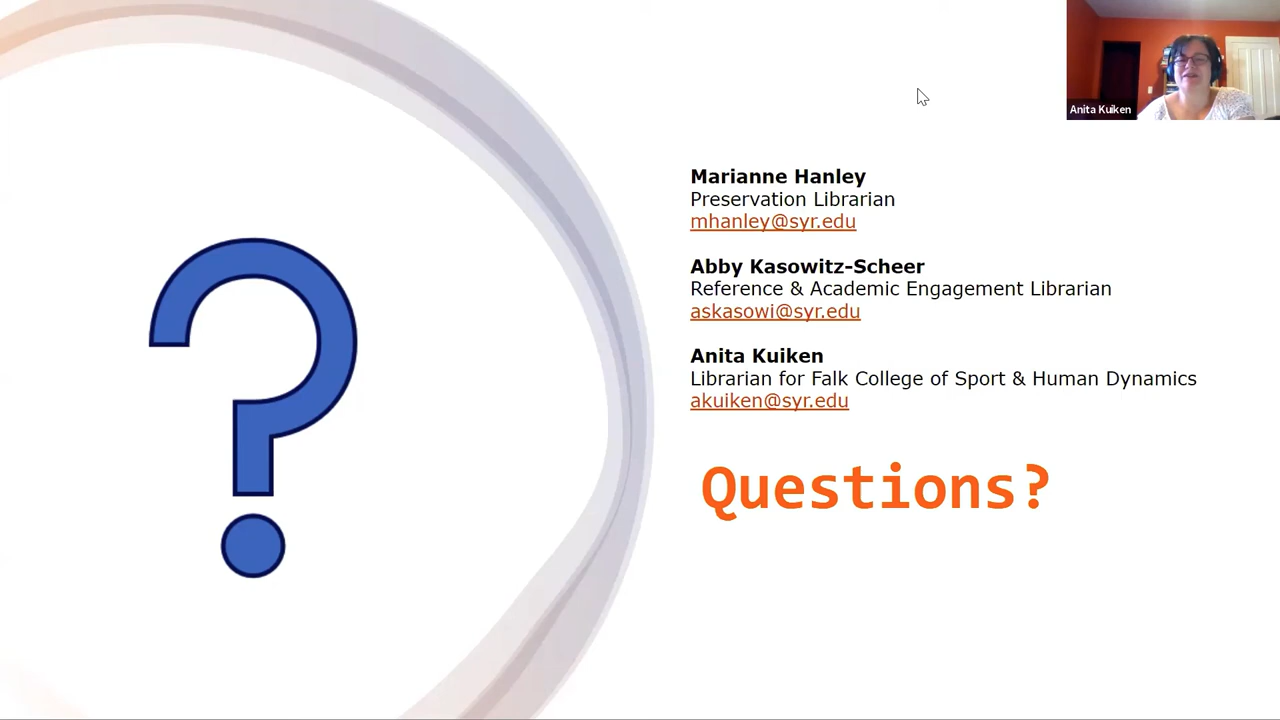 Anita Kuiken
Marianne Hanley
Preservation Librarian
mhanley@syr.edu
Abby Kasowitz-Scheer
Reference & Academic Engagement Librarian
askasowi@syr.edu
Anita Kuiken
Librarian for Falk College of Sport & Human Dynamics
akuiken@syr.edu
Questions?
?